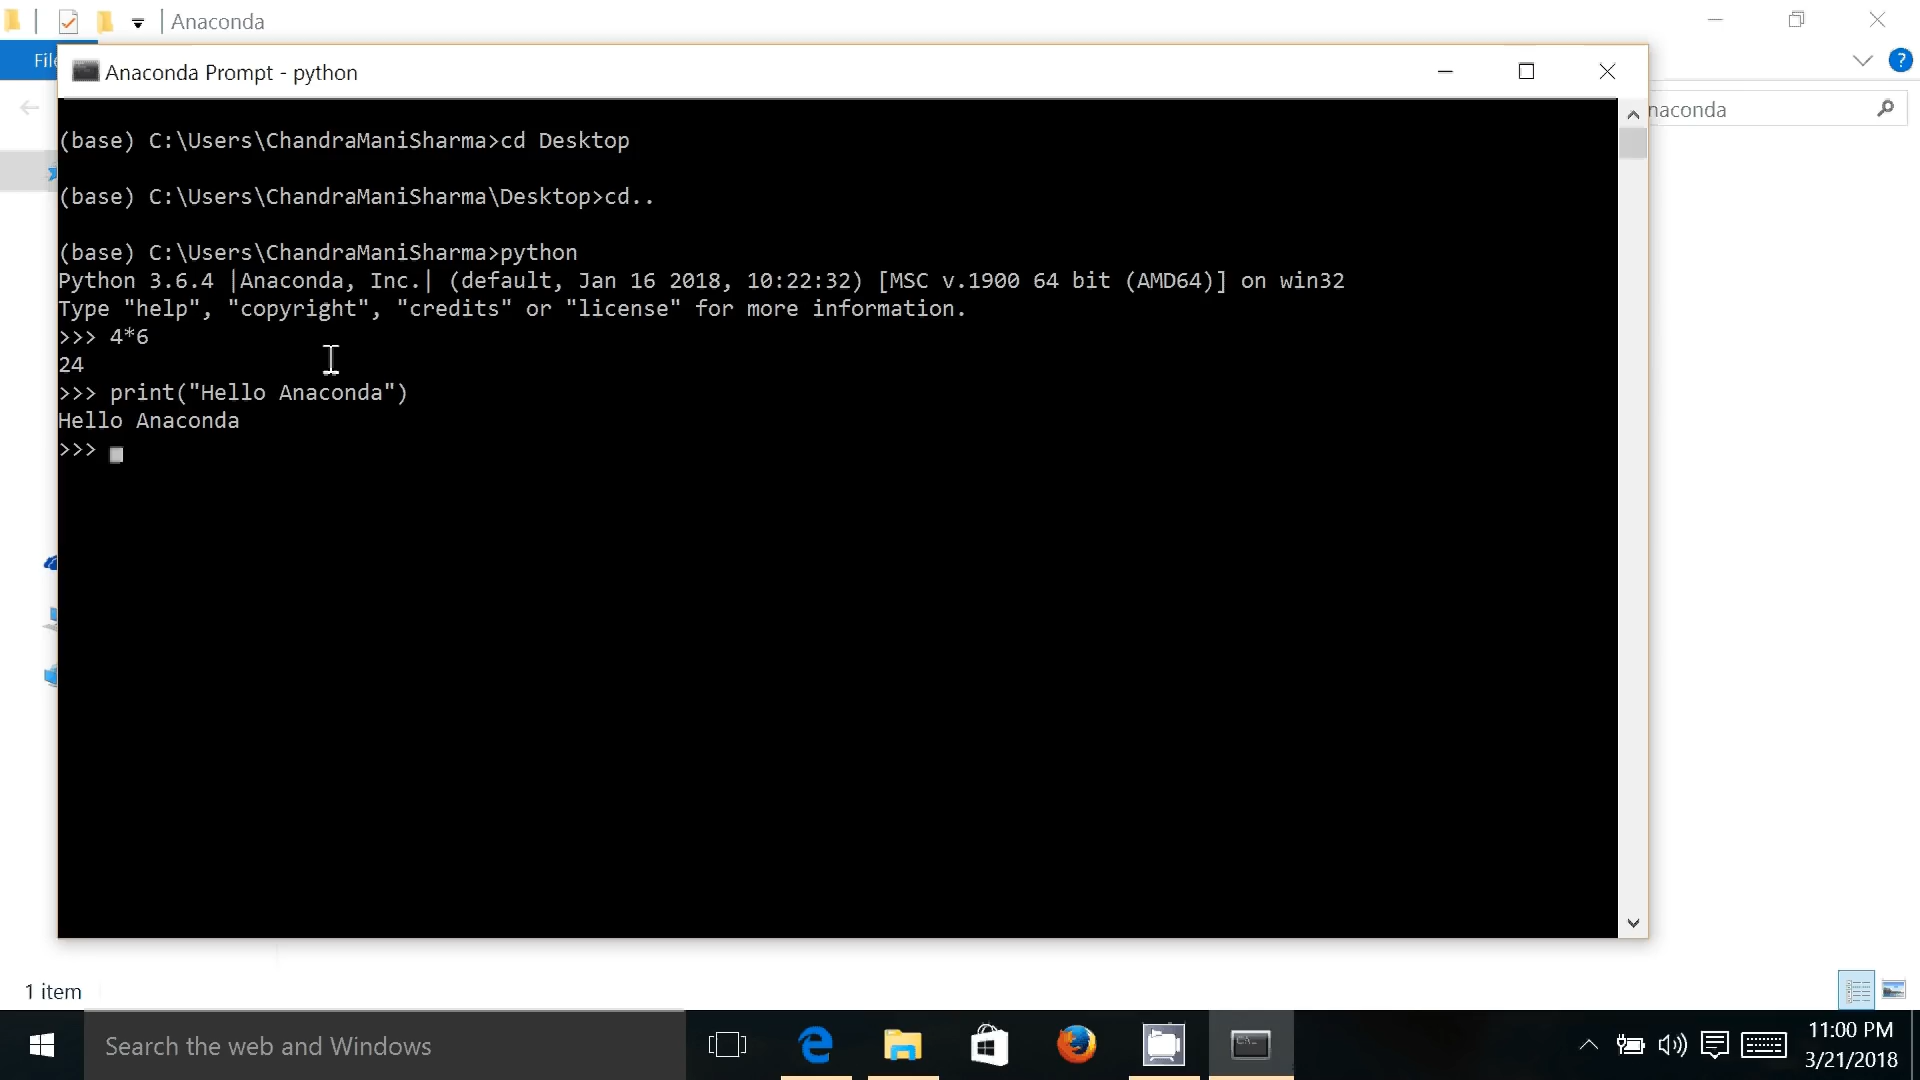 Anaconda
File
Anaconda Prompt - python
naconda
(base) C:\Users\ChandraManiSharma>cd Desktop
(base) C:\Users\ChandraManiSharma\Desktop>cd..
(base) C:\Users\ChandraManiSharma>python
Python 3.6.4 |Anaconda, Inc.| (default, Jan 16 2018, 10:22:32) [MSC v.1900 64 bit (AMD64)] on win32
Type "help", "copyright", "credits" or "license" for more information.
>>> 4*6
24
>>> print("Hello Anaconda")
Hello Anaconda
>>>
1 item
Search the web and Windows
11:00 PM
3/21/2018